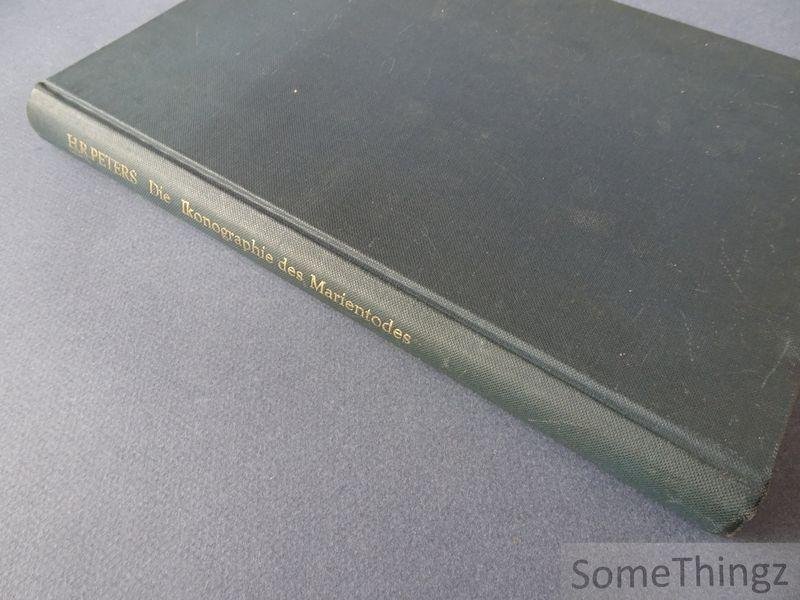 H.P. PETERS Die Ikonographie des Marientodes
SomeThingz